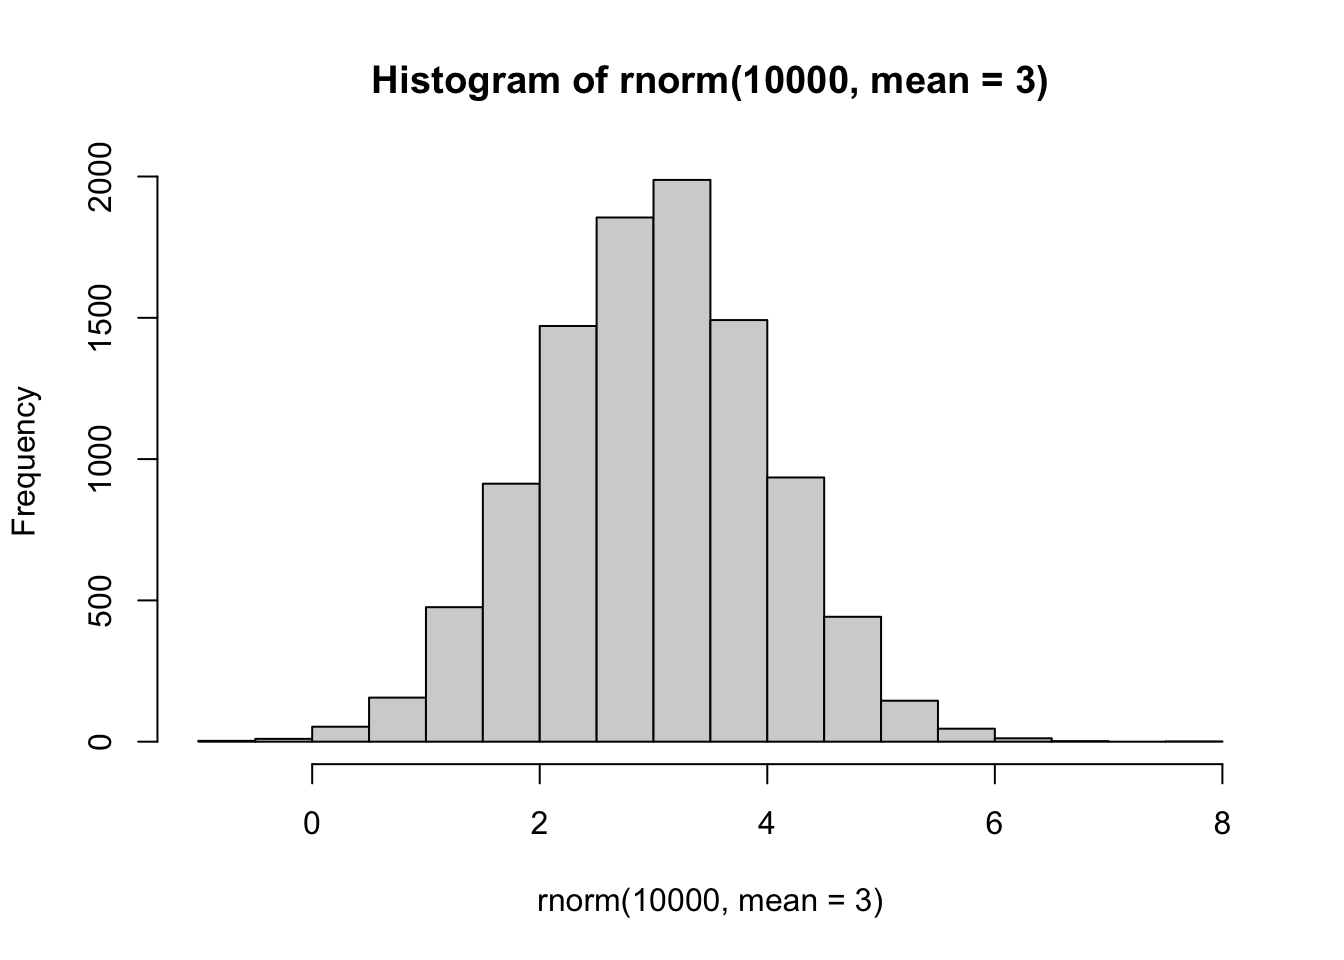 Histogram of rnorm(10000, mean = 3)
Frequency
2000
1500
1000
500
0
0 2 4 6 8
rnorm(10000, mean = 3)